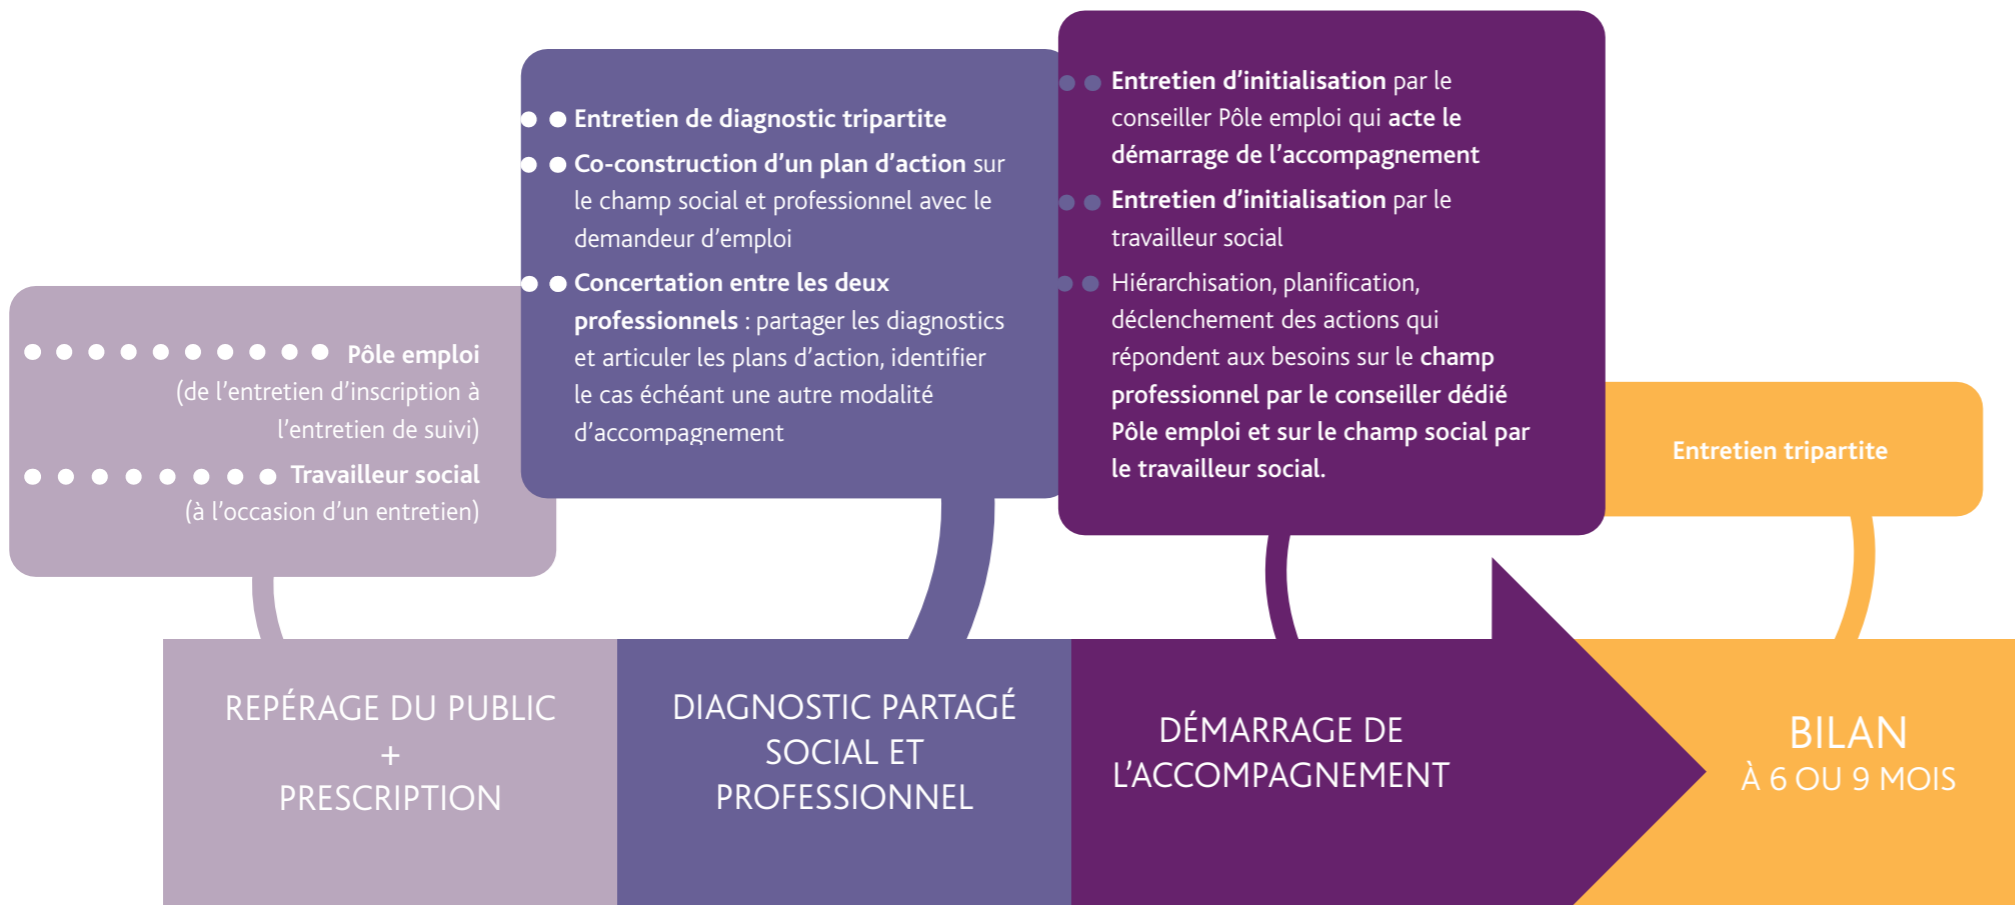 Pôle emploi
(de l'entretien d'inscription à
l'entretien de suivi)
Travailleur social
(à l'occasion d'un entretien)
Entretien de diagnostic tripartite
Co-construction d'un plan d'action sur
le champ social et professionnel avec le
demandeur d'emploi
Concertation entre les deux
professionnels : partager les diagnostics
et articuler les plans d'action, identifier
le cas échéant une autre modalité
d'accompagnement
Entretien d'initialisation par le
conseiller Pôle emploi qui acte le
démarrage de l'accompagnement
Entretien d'initialisation par le
travailleur social
Hiérarchisation, planification,
déclenchement des actions qui
répondent aux besoins sur le champ
professionnel par le conseiller dédié
Pôle emploi et sur le champ social par
le travailleur social.
Entretien tripartite
REPÉRAGE DU PUBLIC
+
PRESCRIPTION
DIAGNOSTIC PARTAGÉ
SOCIAL ET
PROFESSIONNEL
DÉMARRAGE DE
L'ACCOMPAGNEMENT
BILAN
À 6 OU 9 MOIS